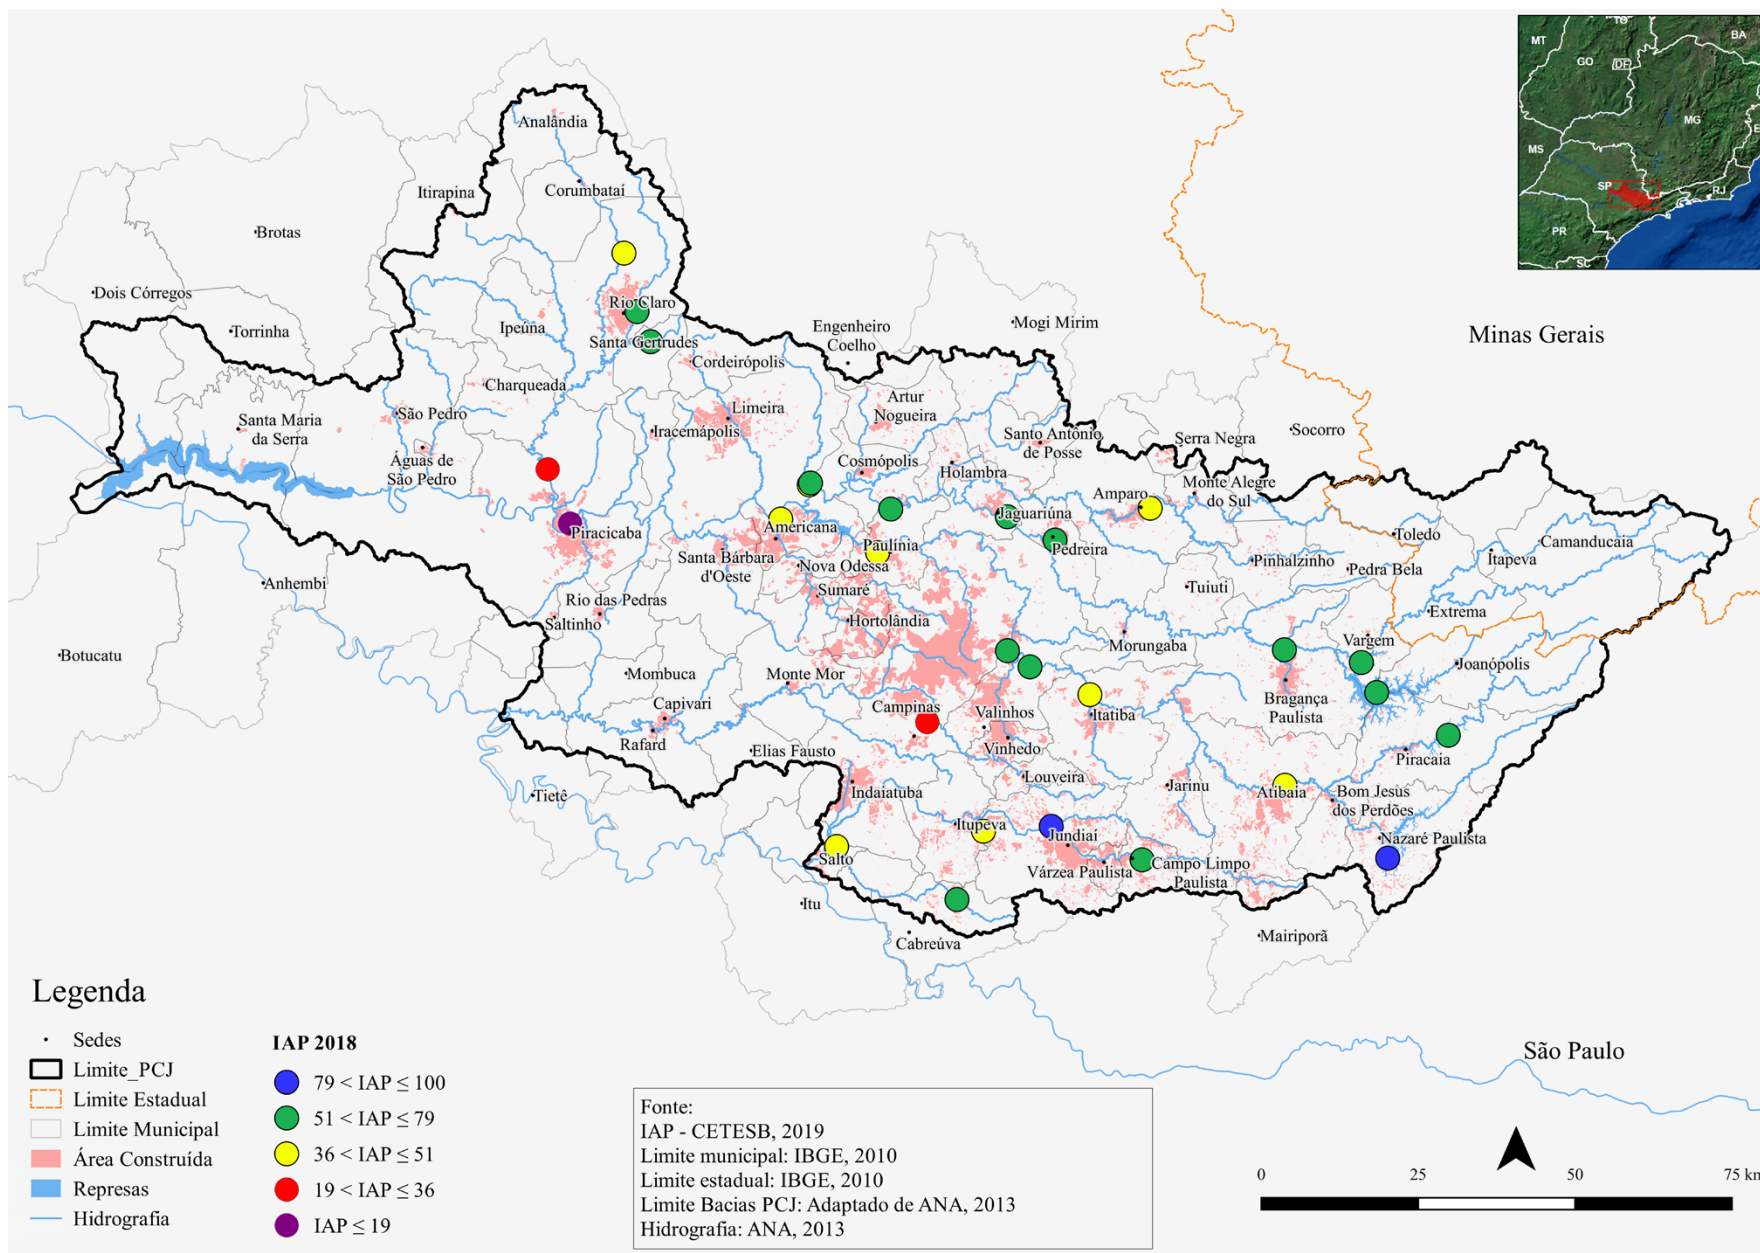 TO
BA
MT
GO
DF
MG
E
MS
SP
RJ
PR
SC
Analândia
Corumbataí
Itirapina
Brotas
Dois Córregos
Torrinha
Rio Claro
Ipeúna
Santa Gertrudes
Engenheiro
Coelho
Mogi Mirim
Minas Gerais
Cordeirópolis
Charqueada
Santa Maria
da Serra
São Pedro
Limeira
Artur
Nogueira
Iracemápolis
Águas de
São Pedro
Cosmópolis
Holambra
Santo Antônio
de Posse
Serra Negra
Socorro
Monte Alegre
do Sul
Amparo
Jaguariúna
Piracicaba
Americana
Paulínia
Pedreira
Toledo
Camanducaia
Itapeva
Santa Bárbara
d'Oeste
Nova Odessa
Pinhalzinho
Pedra Bela
Anhembi
Sumaré
Tuiuti
Rio das Pedras
Saltinho
Hortolândia
Extrema
Botucatu
Morungaba
Vargem
Joanópolis
Mombuca
Monte Mor
Bragança
Paulista
Capivari
Campinas
Valinhos
Itatiba
Rafard
Elias Fausto
Vinhedo
Piracaia
Louveira
Tietê
Indaiatuba
Jarinu
Atibaia
Bom Jesus
dos Perdões
Itupeva
Jundiaí
Nazaré Paulista
Salto
Várzea Paulista
Campo Limpo
Paulista
Itu
Cabreúva
Mairiporã
São Paulo
Legenda
Sedes
Limite_PCJ
Limite Estadual
Limite Municipal
Área Construída
Represas
Hidrografia
IAP 2018
79 < IAP ≤ 100
51 < IAP ≤ 79
36 < IAP ≤ 51
19 < IAP ≤ 36
IAP ≤ 19
Fonte:
IAP - CETESB, 2019
Limite municipal: IBGE, 2010
Limite estadual: IBGE, 2010
Limite Bacias PCJ: Adaptado de ANA, 2013
Hidrografia: ANA, 2013
0 25 50 75 km